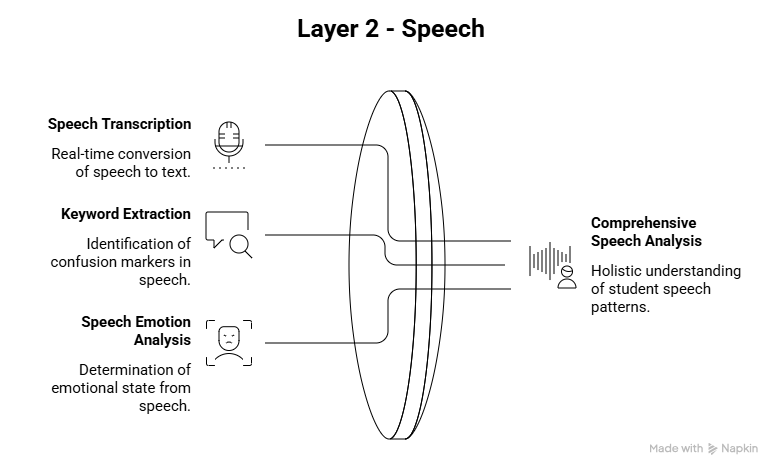 Layer 2 - Speech
Speech Transcription
Real-time conversion
of speech to text.
Keyword Extraction
Identification of
confusion markers in
speech.
Speech Emotion
Analysis
Determination of
emotional state from
speech.
Comprehensive
Speech Analysis
Holistic understanding
of student speech
patterns.
Made with Napkin